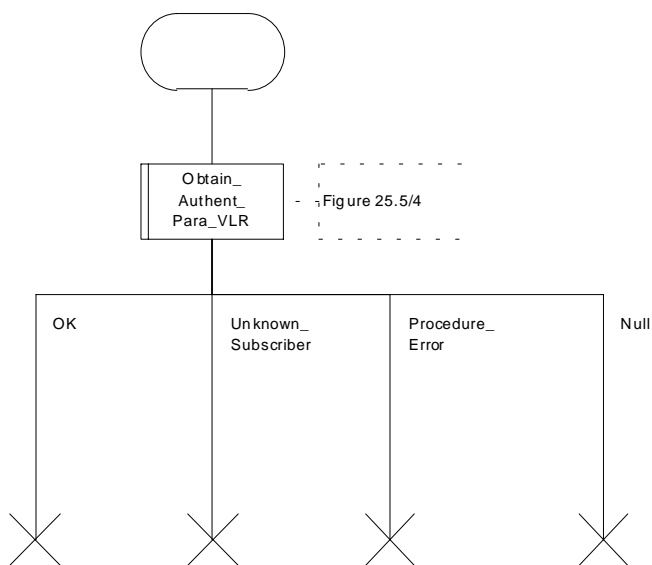 Obtain_
Authent_
Para_VLR
Figure 25.5/4
OK
Unknown_
Subscriber
Procedure_
Error
Null